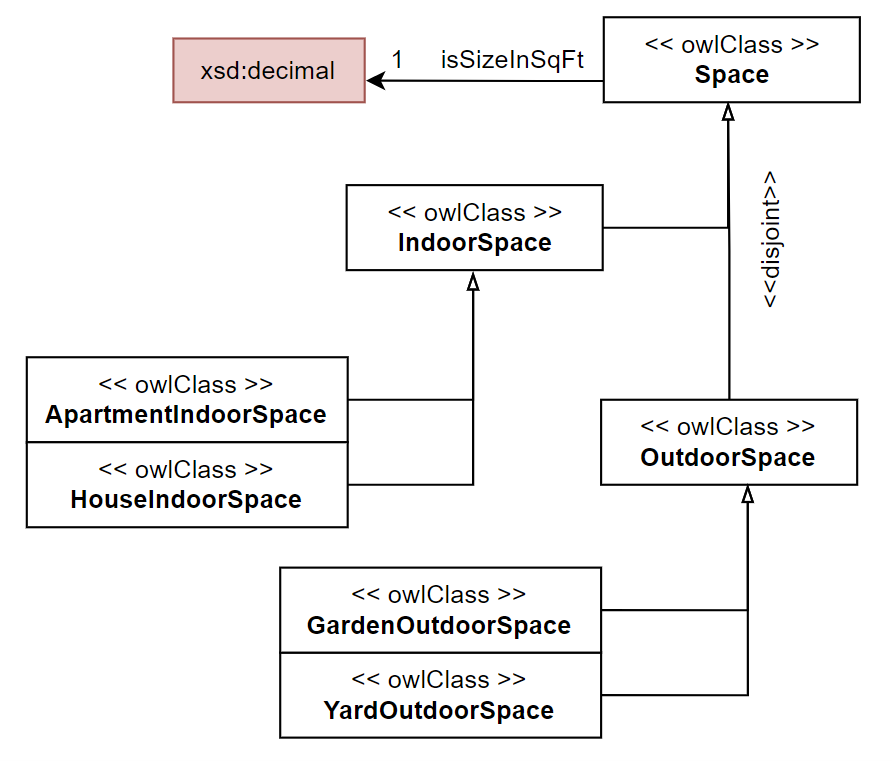 << owlClass >>
Space
xsd:decimal
1
isSizeInSqFt
<<disjoint>>
<< owlClass >>
IndoorSpace
<< owlClass >>
ApartmentIndoorSpace
<< owlClass >>
HouseIndoorSpace
<< owlClass >>
OutdoorSpace
<< owlClass >>
GardenOutdoorSpace
<< owlClass >>
YardOutdoorSpace